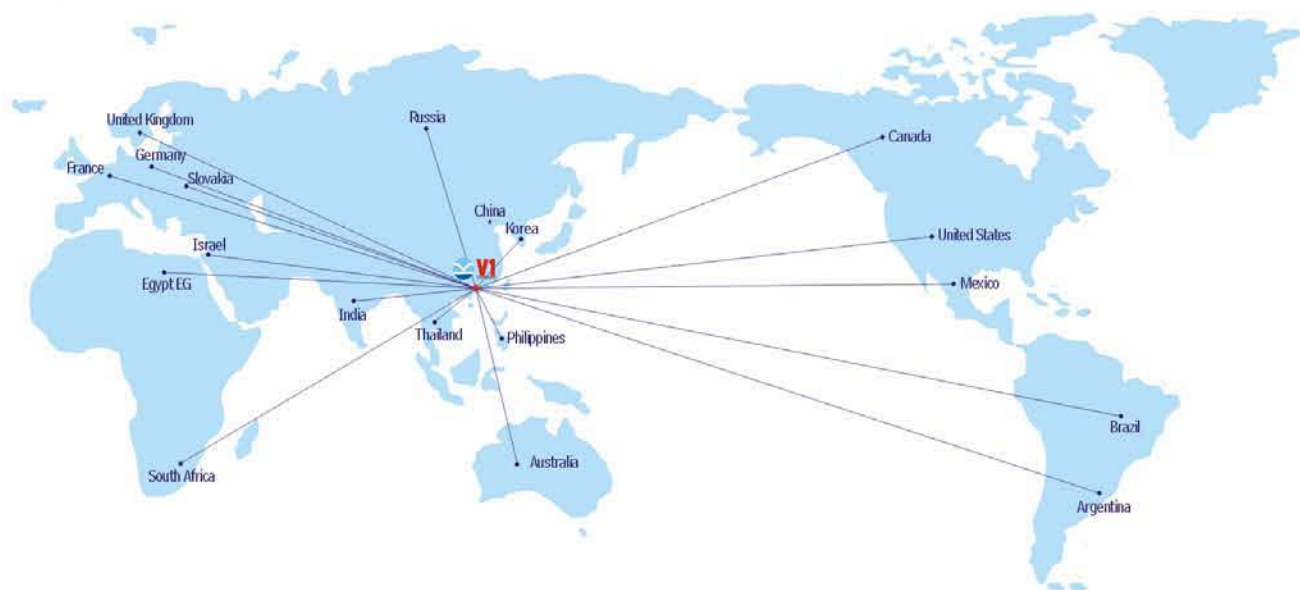 United Kingdom
Russia
Canada
Germany
France
Slovakia
China
Korea
United States
Israel
V1
Egypt EG
Mexico
India
Thailand
Philippines
Brazil
South Africa
Australia
Argentina